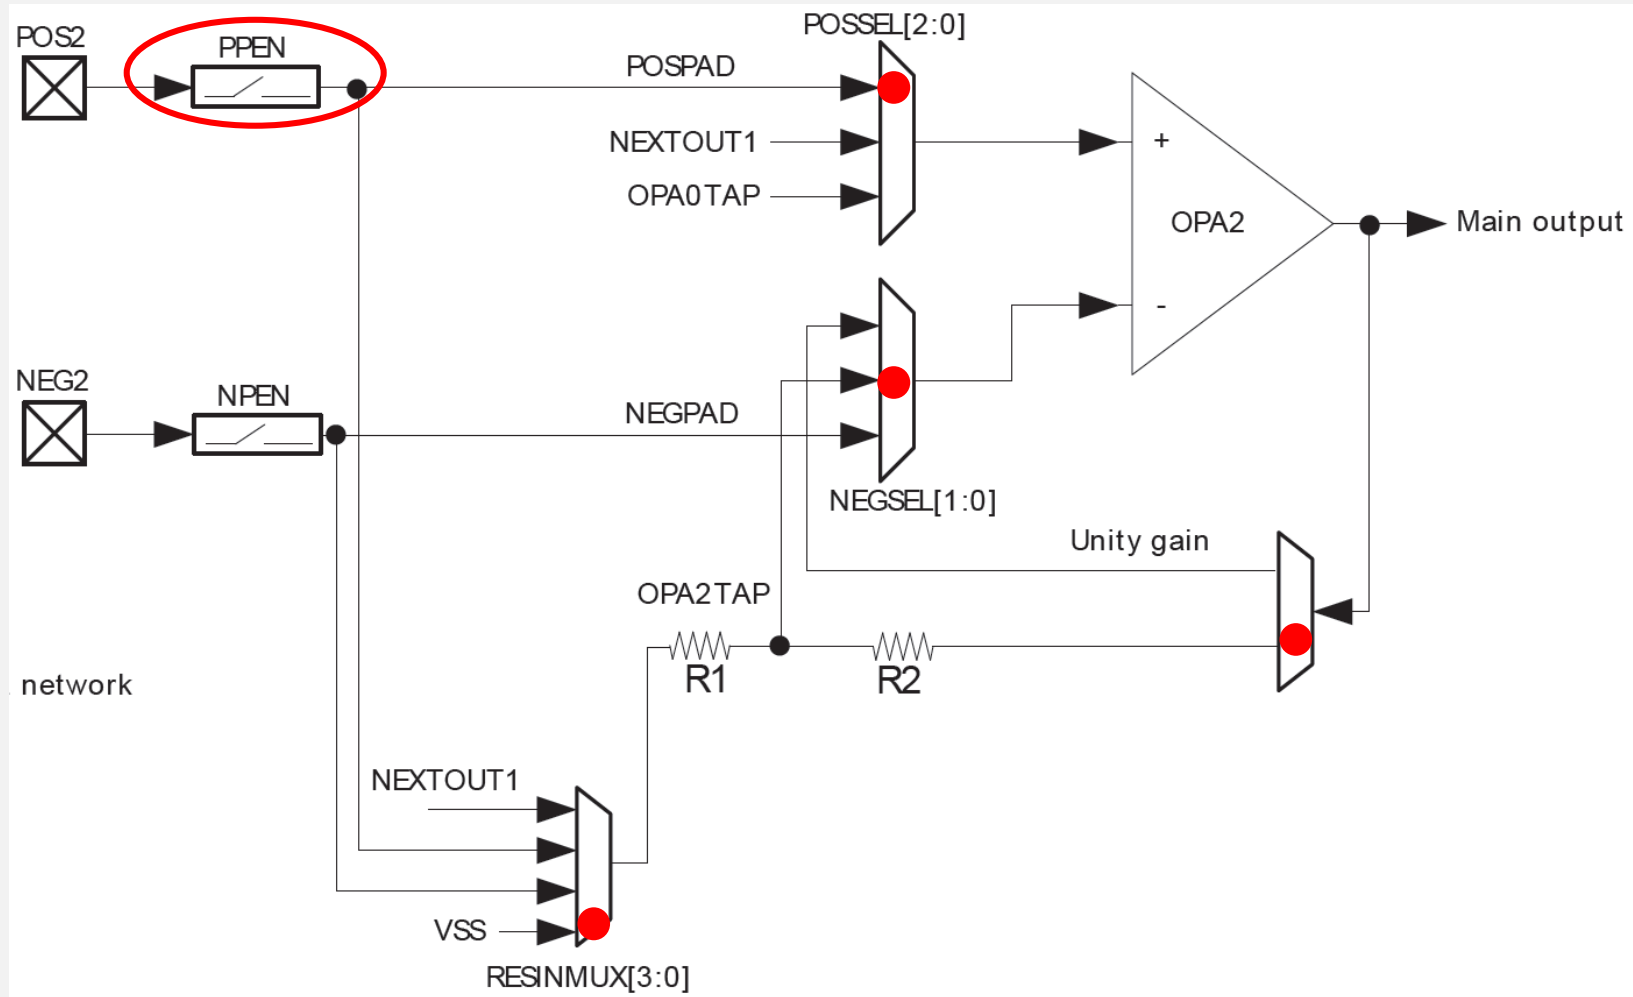 POSSEL[2:0]
POS2
PPEN
POSPAD
NEXTOUT1
+
OPA0TAP
OPA2
Main output
-
NEG2
NPEN
NEGPAD
NEGSEL[1:0]
Unity gain
OPA2TAP
R1
R2
network
NEXTOUT1
VSS
RESINMUX[3:0]